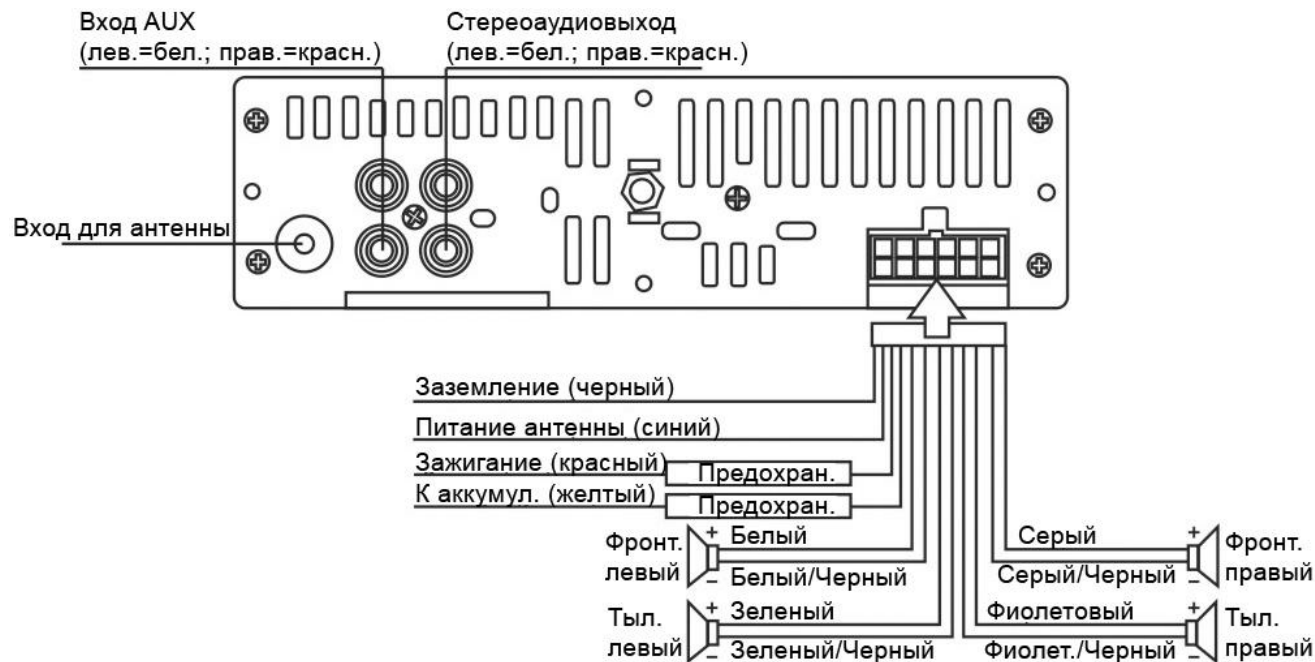 Вход AUX
(лев.=бел.; прав.=красн.)
Стереоаудиовыход
(лев.=бел.; прав.=красн.)
Вход для антенны
Заземление (черный)
Питание антенны (синий)
Зажигание (красный)
Предохран.
К аккумул. (желтый)
Предохран.
Фронт.
левый
+ Белый
– Белый/Черный
Серый +
Серый/Черный –
Фронт.
правый
Тыл.
левый
+ Зеленый
– Зеленый/Черный
Фиолетовый +
Фиолет./Черный –
Тыл.
правый